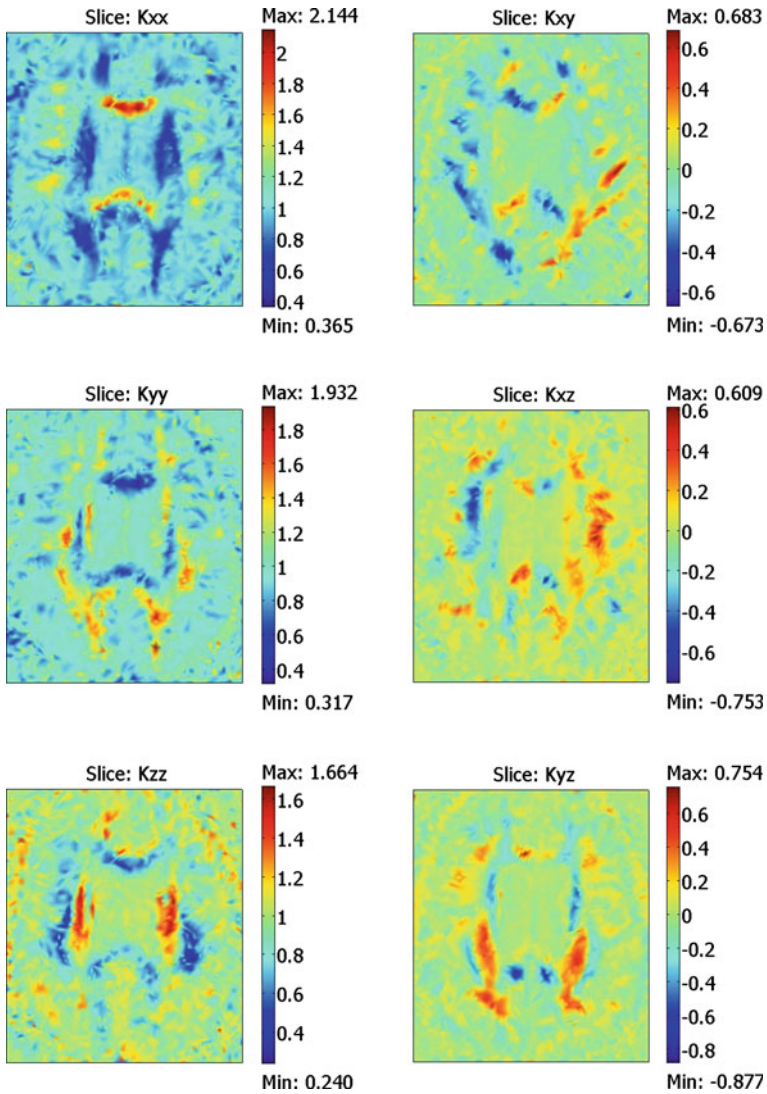 Slice: Kxx
Max: 2.144
2
1.8
1.6
1.4
1.2
1
0.8
0.6
0.4
Min: 0.365
Slice: Kxy
Max: 0.683
0.6
0.4
0.2
0
-0.2
-0.4
-0.6
Min: -0.673
Slice: Kyy
Max: 1.932
1.8
1.6
1.4
1.2
1
0.8
0.6
0.4
Min: 0.317
Slice: Kxz
Max: 0.609
0.6
0.4
0.2
0
-0.2
-0.4
-0.6
Min: -0.753
Slice: Kzz
Max: 1.664
1.6
1.4
1.2
1
0.8
0.6
0.4
Min: 0.240
Slice: Kyz
Max: 0.754
0.6
0.4
0.2
0
-0.2
-0.4
-0.6
-0.8
Min: -0.877